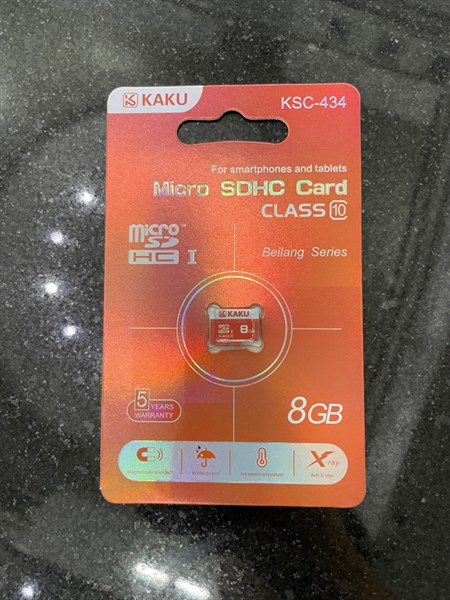 KAKU
KSC-434
For smartphones and tablets
Micro SDHC Card
CLASS 10
micro
SD
HC I
Beilang Series
KAKU
8
8GB
5
YEARS
WARRANTY
X-ray